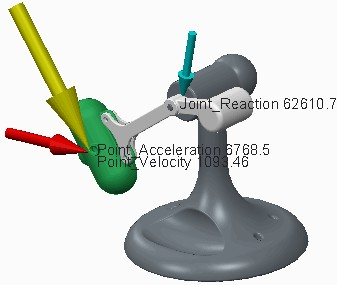 Joint_Reaction 62610.7
Point_Acceleration 6768.5
Point_Velocity 1093.46